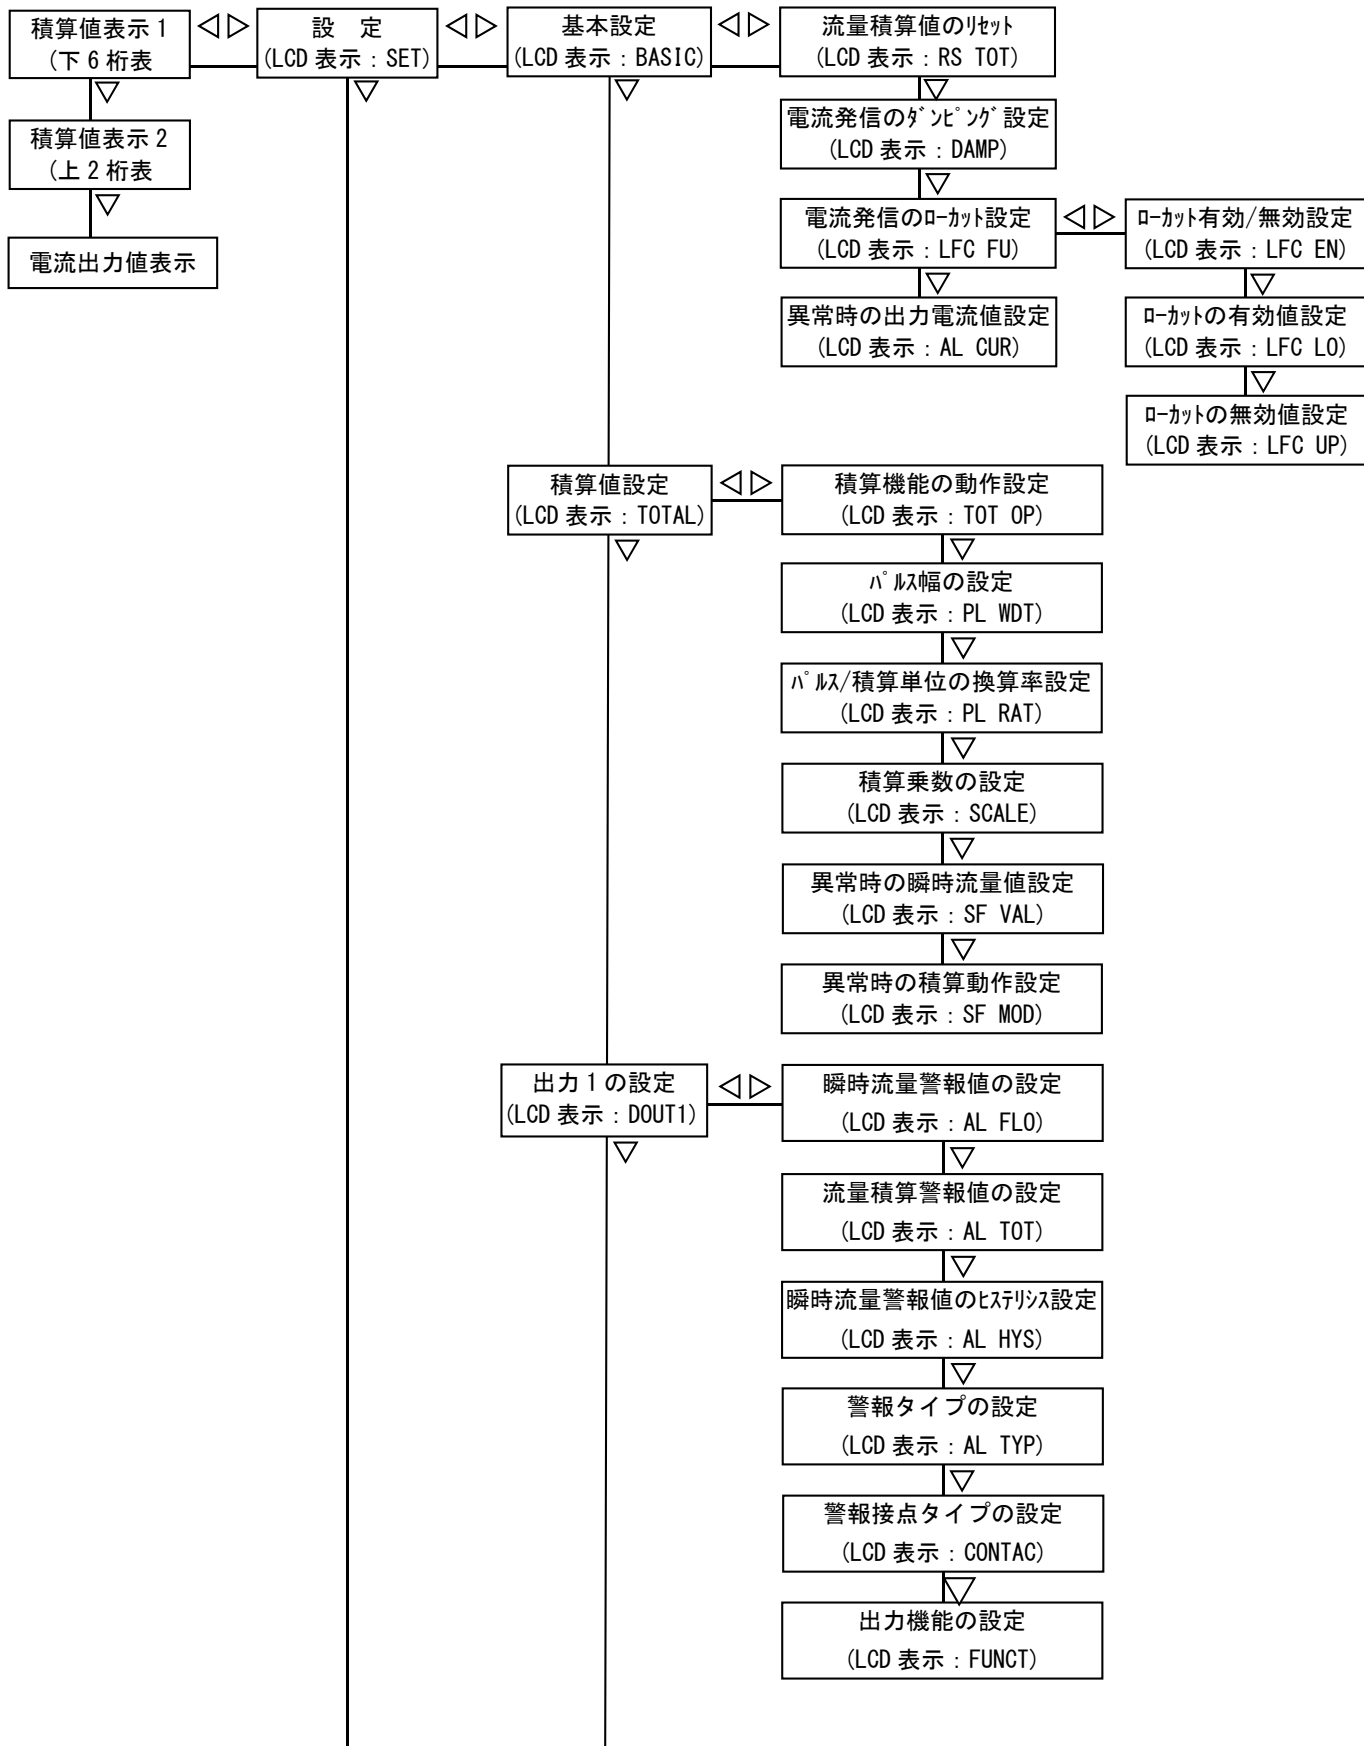 積算値表示 1
(下 6 桁表
設　定
(LCD 表示：SET)
基本設定
(LCD 表示：BASIC)
流量積算値のﾘｾｯﾄ
(LCD 表示：RS TOT)
積算値表示 2
(上 2 桁表
電流出力値表示
電流発信のﾀﾞﾝﾋﾟﾝｸﾞ設定
(LCD 表示：DAMP)
電流発信のﾛｰｶｯﾄ設定
(LCD 表示：LFC FU)
ﾛｰｶｯﾄ有効/無効設定
(LCD 表示：LFC EN)
異常時の出力電流値設定
(LCD 表示：AL CUR)
ﾛｰｶｯﾄの有効値設定
(LCD 表示：LFC LO)
ﾛｰｶｯﾄの無効値設定
(LCD 表示：LFC UP)
積算値設定
(LCD 表示：TOTAL)
積算機能の動作設定
(LCD 表示：TOT OP)
ﾊﾟﾙｽ幅の設定
(LCD 表示：PL WDT)
ﾊﾟﾙｽ/積算単位の換算率設定
(LCD 表示：PL RAT)
積算乗数の設定
(LCD 表示：SCALE)
異常時の瞬時流量値設定
(LCD 表示：SF VAL)
異常時の積算動作設定
(LCD 表示：SF MOD)
出力 1 の設定
(LCD 表示：DOUT1)
瞬時流量警報値の設定
(LCD 表示：AL FLO)
流量積算警報値の設定
(LCD 表示：AL TOT)
瞬時流量警報値のﾋｽﾃﾘｼｽ設定
(LCD 表示：AL HYS)
警報タイプの設定
(LCD 表示：AL TYP)
警報接点タイプの設定
(LCD 表示：CONTAC)
出力機能の設定
(LCD 表示：FUNCT)